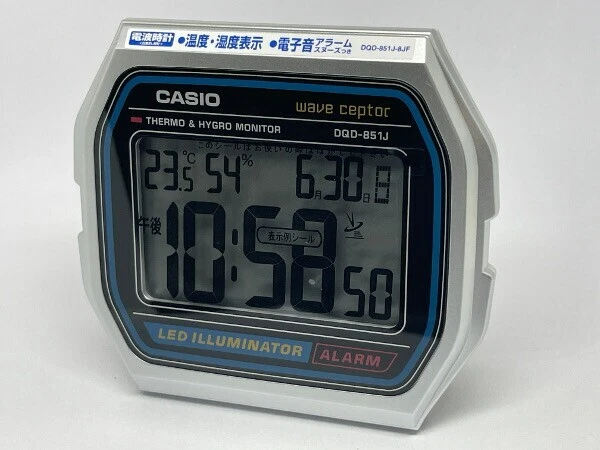 電波時計 •温度・湿度表示 •電子音アラーム スヌーズつき DQD-851J-8JF
CASIO wave ceptor
THERMO & HYGRO MONITOR DQD-851J
23.5 °C 54% 6月30日 日
午後 10:58 50
表示例シール
LED ILLUMINATOR ALARM